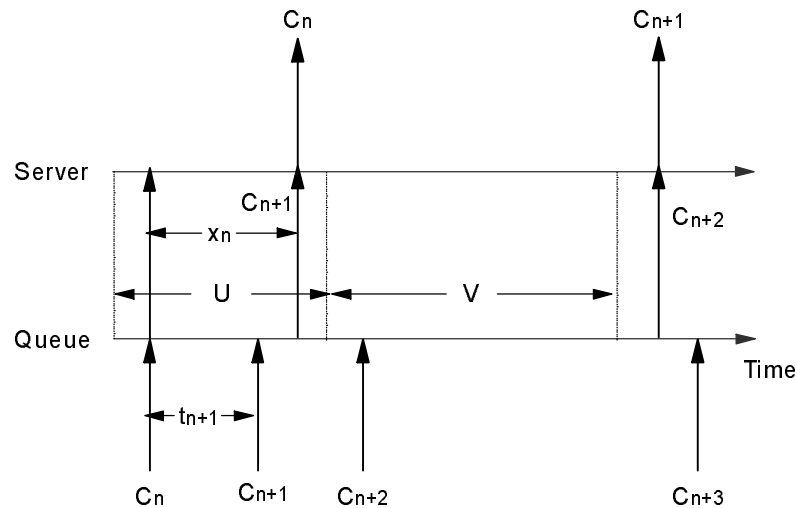 Cn
Cn+1
Server
Cn+1
Cn+2
xn
U
V
Queue
Time
tn+1
Cn
Cn+1
Cn+2
Cn+3